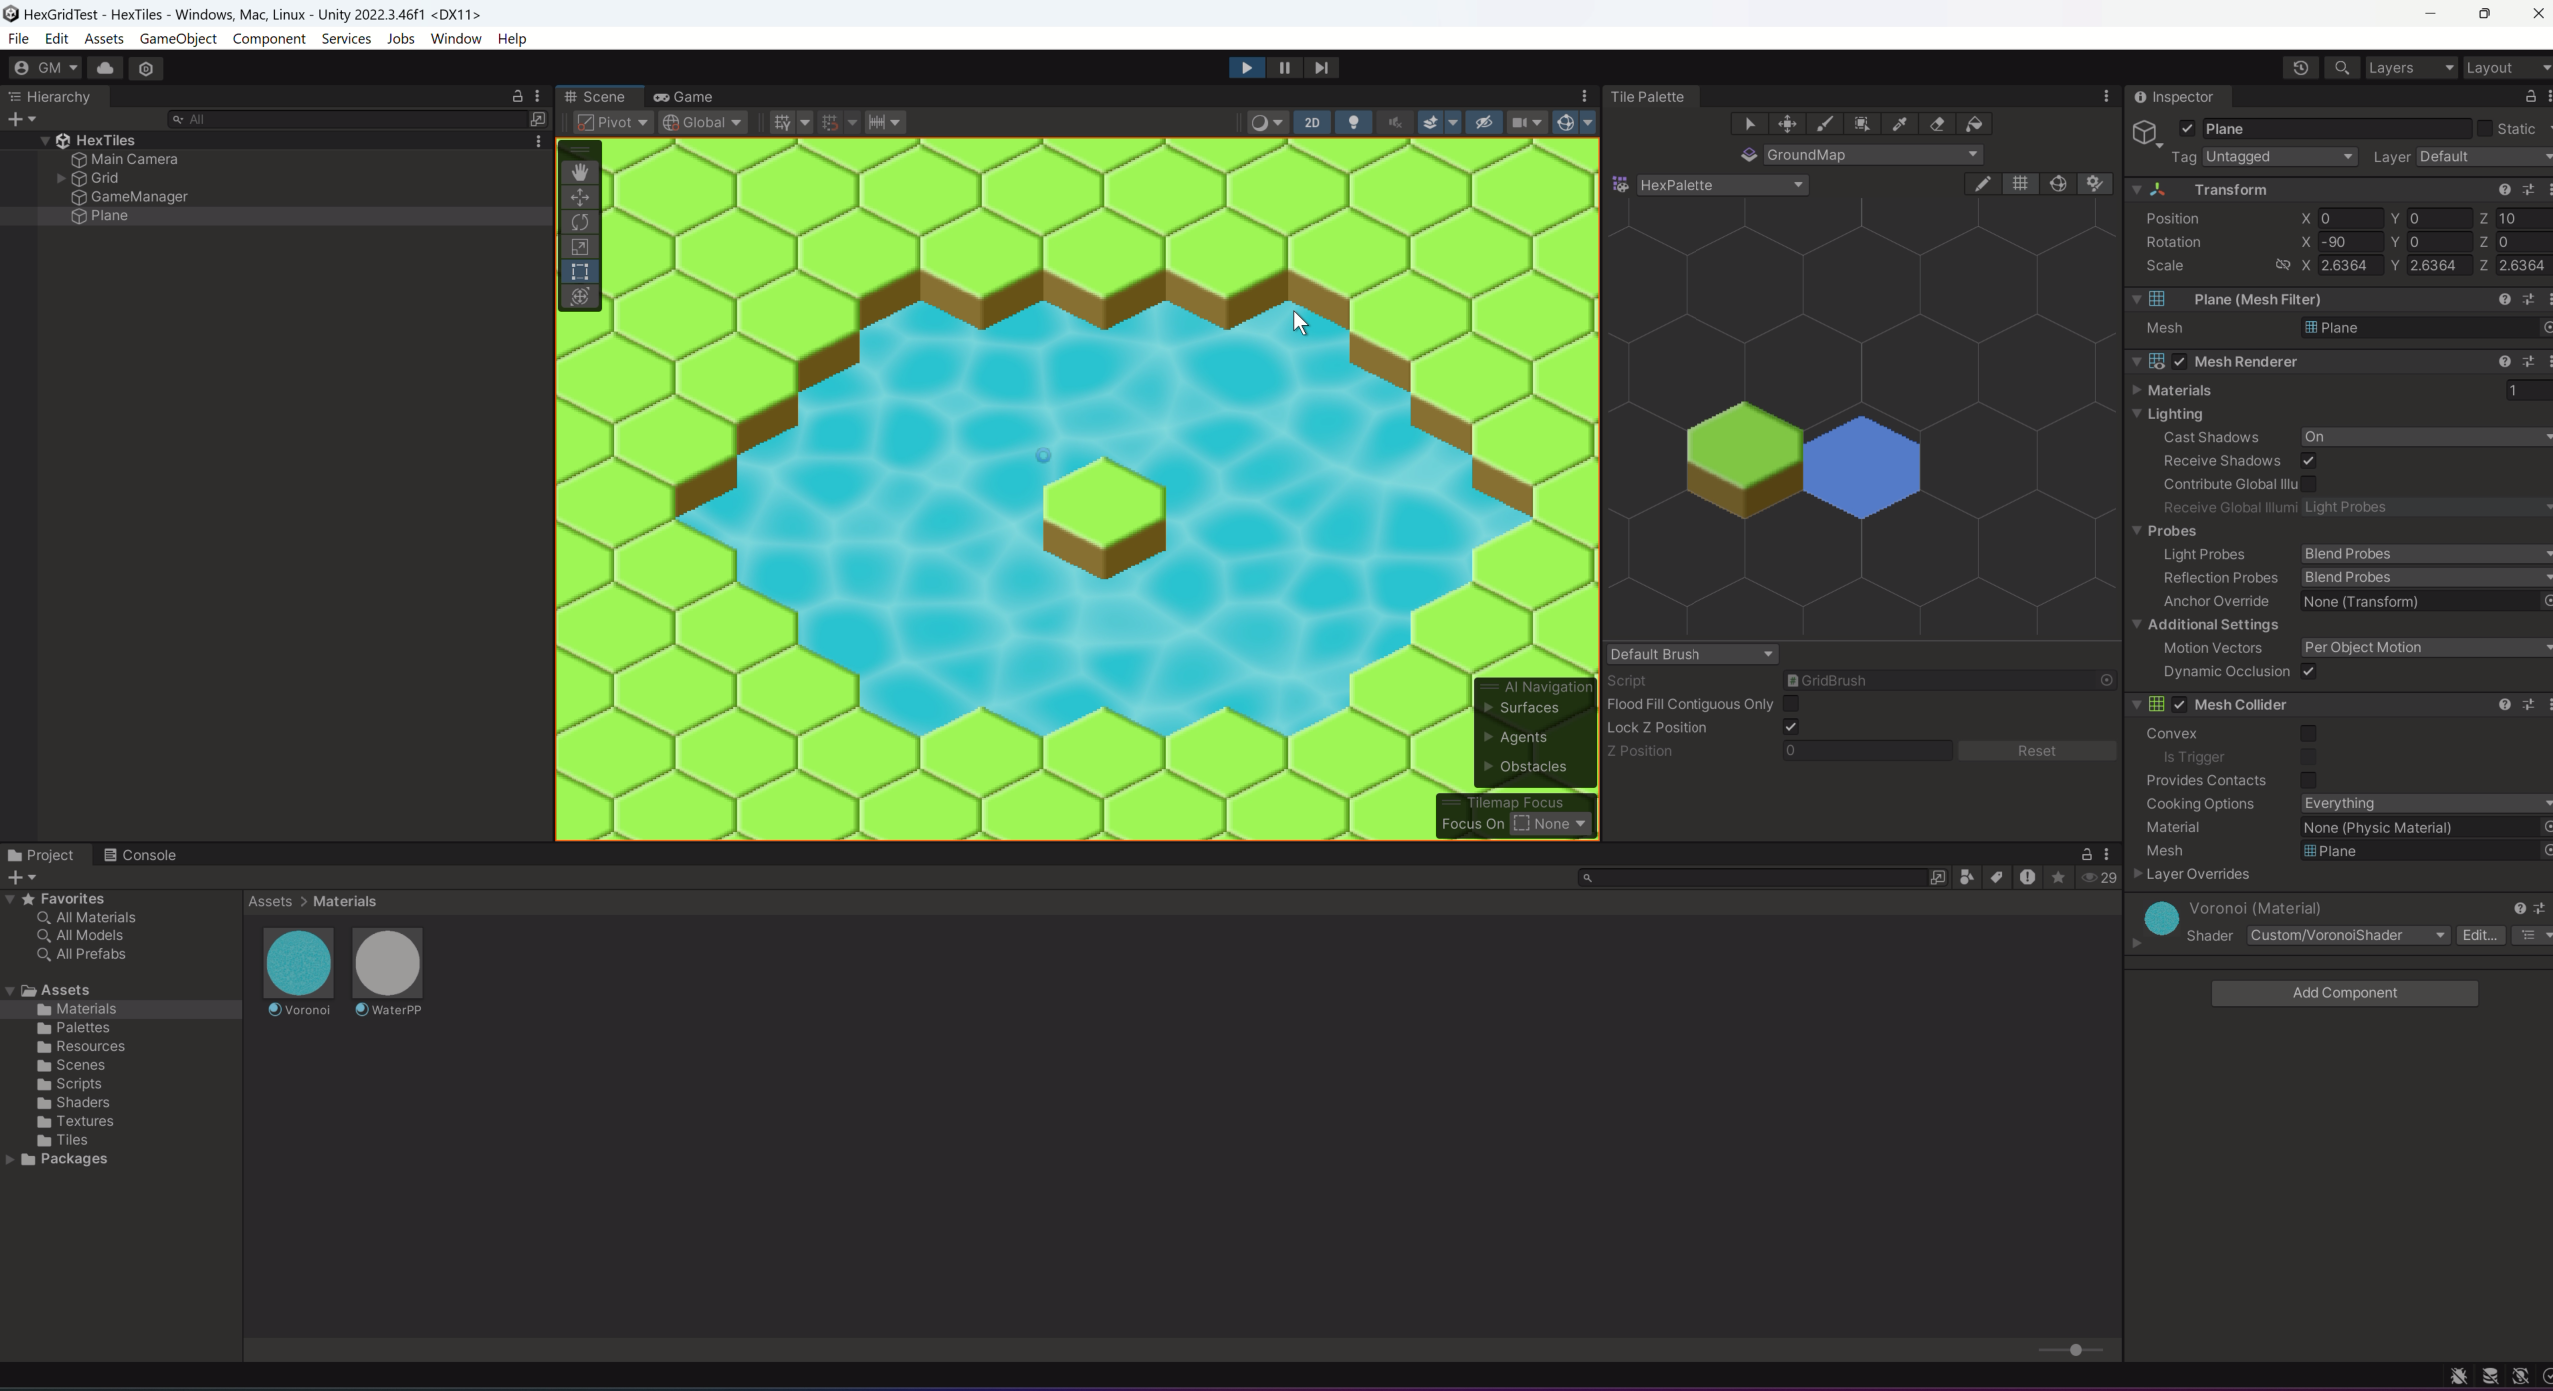 HexGridTest - HexTiles - Windows, Mac, Linux - Unity 2022.3.46f1 <DX11>
File Edit Assets GameObject Component Services Jobs Window Help
GM
Layers Layout
Hierarchy
All
HexTiles
Main Camera
Grid
GameManager
Plane
Scene Game
Pivot Global 2D
AI Navigation
Surfaces
Agents
Obstacles
Tilemap Focus
Focus On None
Tile Palette
GroundMap
HexPalette
Default Brush
Script GridBrush
Flood Fill Contiguous Only
Lock Z Position
Z Position 0 Reset
Inspector
Plane Static
Tag Untagged Layer Default
Transform
Position X 0 Y 0 Z 10
Rotation X -90 Y 0 Z 0
Scale X 2.6364 Y 2.6364 Z 2.6364
Plane (Mesh Filter)
Mesh Plane
Mesh Renderer
Materials 1
Lighting
Cast Shadows On
Receive Shadows
Contribute Global Illu
Receive Global Illumi Light Probes
Probes
Light Probes Blend Probes
Reflection Probes Blend Probes
Anchor Override None (Transform)
Additional Settings
Motion Vectors Per Object Motion
Dynamic Occlusion
Mesh Collider
Convex
Is Trigger
Provides Contacts
Cooking Options Everything
Material None (Physic Material)
Mesh Plane
Layer Overrides
Voronoi (Material)
Shader Custom/VoronoiShader Edit...
Add Component
Project Console
29
Favorites
All Materials
All Models
All Prefabs
Assets
Materials
Palettes
Resources
Scenes
Scripts
Shaders
Textures
Tiles
Packages
Assets > Materials
Voronoi WaterPP